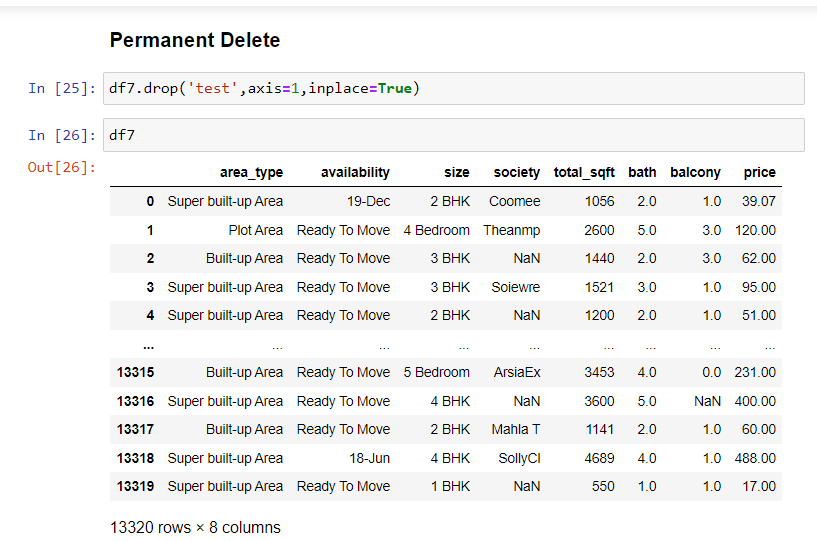 Permanent Delete
In [25]: df7.drop('test',axis=1,inplace=True)
In [26]: df7
Out[26]:
area_type availability size society total_sqft bath balcony price
0 Super built-up Area 19-Dec 2 BHK Coomee 1056 2.0 1.0 39.07
1 Plot Area Ready To Move 4 Bedroom Theanmp 2600 5.0 3.0 120.00
2 Built-up Area Ready To Move 3 BHK NaN 1440 2.0 3.0 62.00
3 Super built-up Area Ready To Move 3 BHK Soiewre 1521 3.0 1.0 95.00
4 Super built-up Area Ready To Move 2 BHK NaN 1200 2.0 1.0 51.00
... ... ... ... ... ... ... ... ...
13315 Built-up Area Ready To Move 5 Bedroom ArsiaEx 3453 4.0 0.0 231.00
13316 Super built-up Area Ready To Move 4 BHK NaN 3600 5.0 NaN 400.00
13317 Built-up Area Ready To Move 2 BHK Mahla T 1141 2.0 1.0 60.00
13318 Super built-up Area 18-Jun 4 BHK SollyCl 4689 4.0 1.0 488.00
13319 Super built-up Area Ready To Move 1 BHK NaN 550 1.0 1.0 17.00
13320 rows × 8 columns